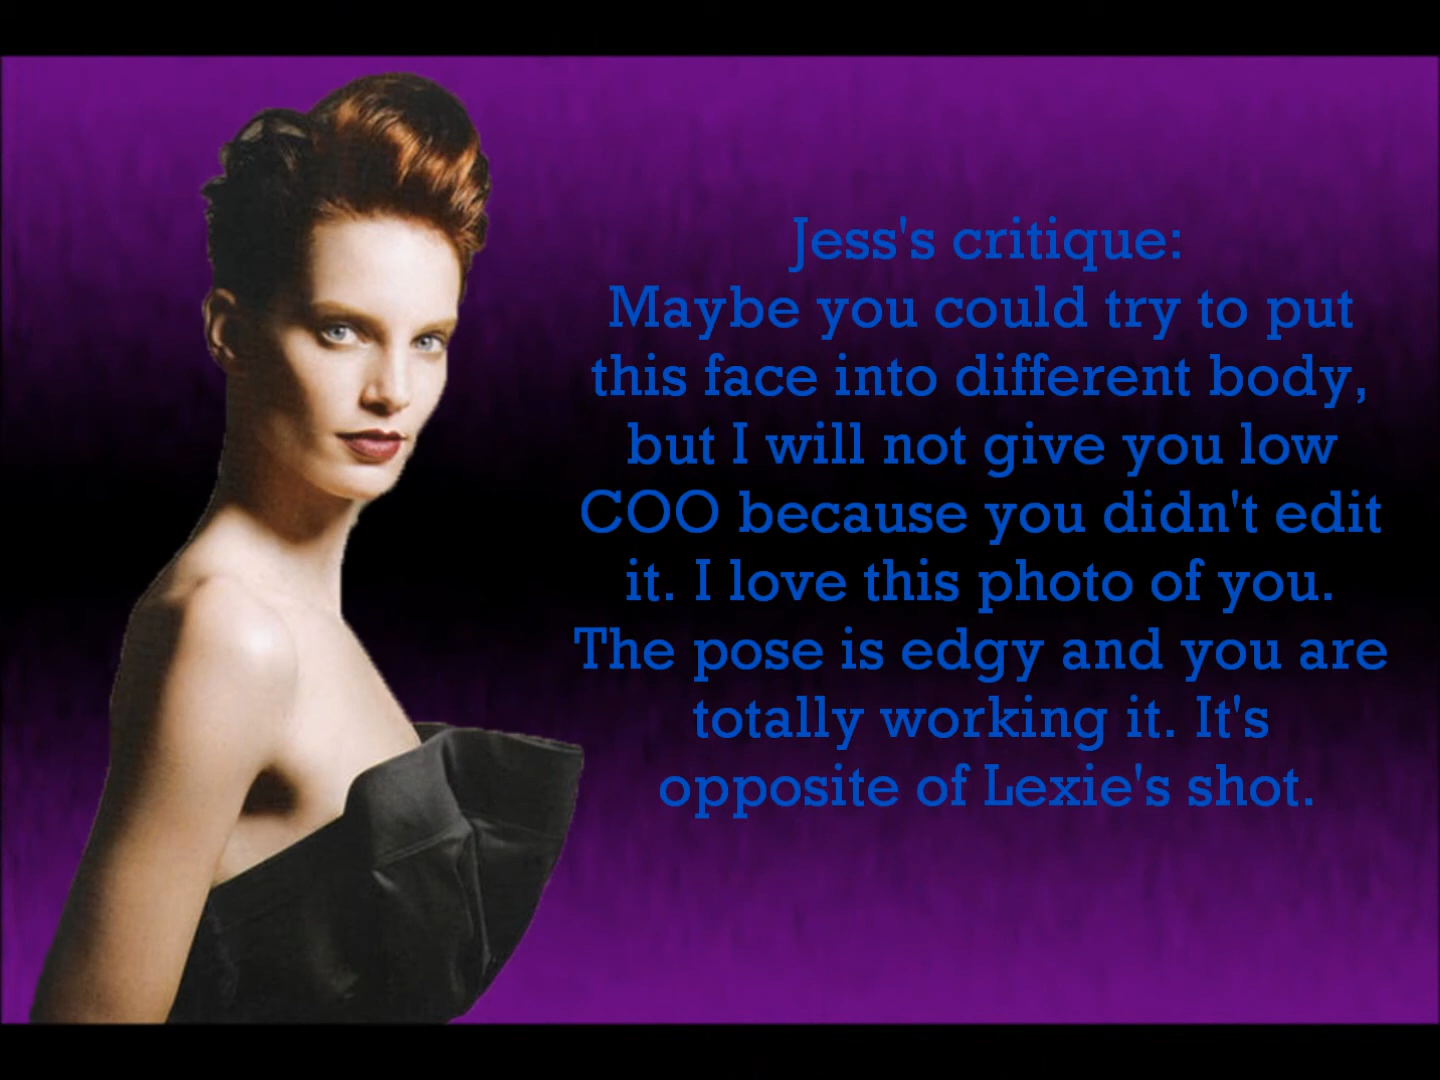 Jess's critique:
Maybe you could try to put
this face into different body,
but I will not give you low
COO because you didn't edit
it. I love this photo of you.
The pose is edgy and you are
totally working it. It's
opposite of Lexie's shot.